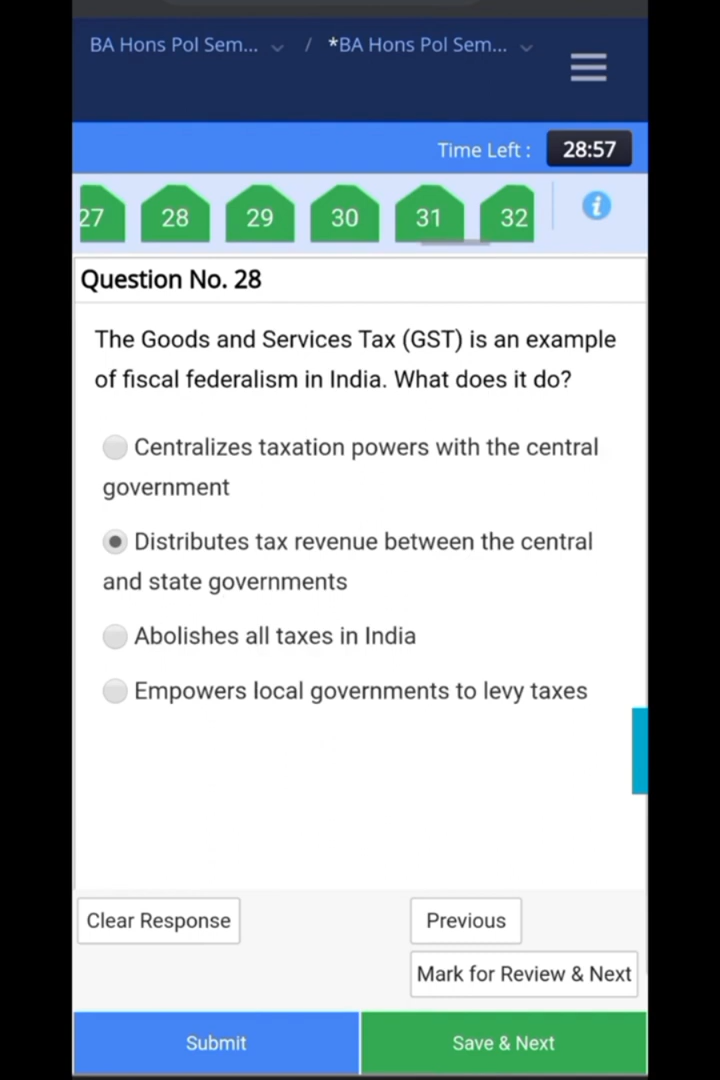 BA Hons Pol Sem... / *BA Hons Pol Sem...
Time Left : 28:57
27 28 29 30 31 32 i
Question No. 28
The Goods and Services Tax (GST) is an example
of fiscal federalism in India. What does it do?
Centralizes taxation powers with the central
government
Distributes tax revenue between the central
and state governments
Abolishes all taxes in India
Empowers local governments to levy taxes
Clear Response Previous
Mark for Review & Next
Submit Save & Next